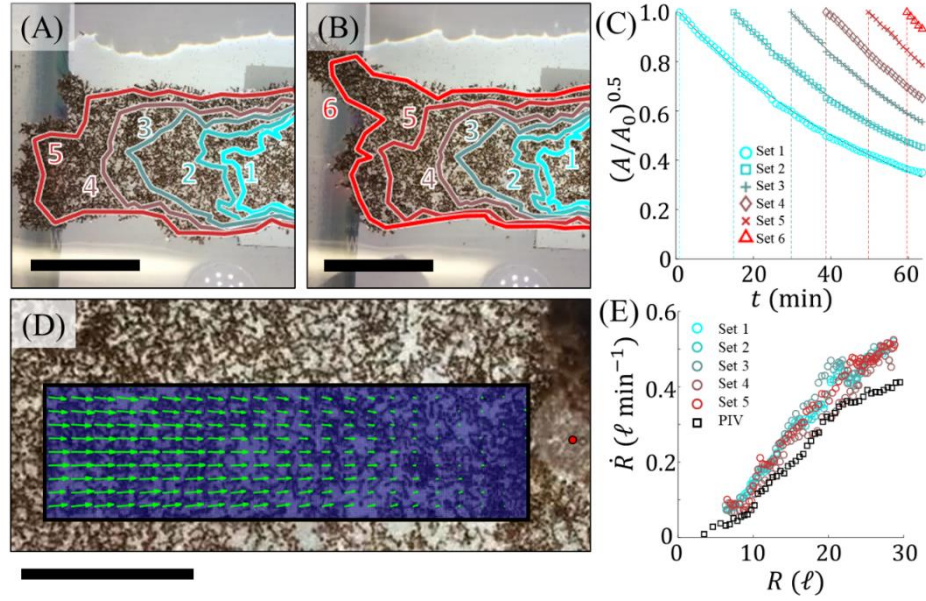 (A)
3
5
4
2
1
(B)
6
5
3
4
2
1
(C)
(A/A₀)^0.5
1.0
0.8
0.6
0.4
0.2
0
Set 1
Set 2
Set 3
Set 4
Set 5
Set 6
0 20 40 60
t (min)
(D)
(E)
Ṙ (ℓ min⁻¹)
0.6
0.4
0.2
0
Set 1
Set 2
Set 3
Set 4
Set 5
PIV
0 10 20 30
R (ℓ)